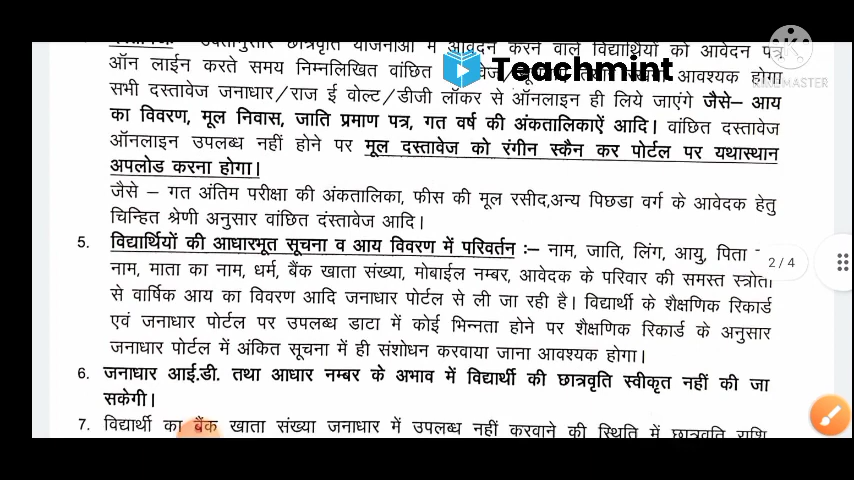 उपरोक्तानुसार छात्रवृति योजनाओं में आवेदन करने वाले विद्यार्थियों को आवेदन पत्र
ऑन लाईन करते समय निम्नलिखित वांछित आवश्यक होगा
Teachmint
KINEMASTER
सभी दस्तावेज जनाधार/राज ई वोल्ट/डीजी लॉकर से ऑनलाइन ही लिये जाएंगे जैसे– आय
का विवरण, मूल निवास, जाति प्रमाण पत्र, गत वर्ष की अंकतालिकाऐं आदि। वांछित दस्तावेज
ऑनलाइन उपलब्ध नहीं होने पर मूल दस्तावेज को रंगीन स्कैन कर पोर्टल पर यथास्थान
अपलोड करना होगा।
जैसे – गत अंतिम परीक्षा की अंकतालिका, फीस की मूल रसीद,अन्य पिछडा वर्ग के आवेदक हेतु
चिन्हित श्रेणी अनुसार वांछित दंस्तावेज आदि।
5. विद्यार्थियों की आधारभूत सूचना व आय विवरण में परिवर्तन :– नाम, जाति, लिंग, आयु, पिता
2/4
नाम, माता का नाम, धर्म, बैंक खाता संख्या, मोबाईल नम्बर, आवेदक के परिवार की समस्त स्त्रोतों
से वार्षिक आय का विवरण आदि जनाधार पोर्टल से ली जा रही है। विद्यार्थी के शैक्षणिक रिकार्ड
एवं जनाधार पोर्टल पर उपलब्ध डाटा में कोई भिन्नता होने पर शैक्षणिक रिकार्ड के अनुसार
जनाधार पोर्टल में अंकित सूचना में ही संशोधन करवाया जाना आवश्यक होगा।
6. जनाधार आई.डी. तथा आधार नम्बर के अभाव में विद्यार्थी की छात्रवृति स्वीकृत नहीं की जा
सकेगी।
7. विद्यार्थी का बैंक खाता संख्या जनाधार में उपलब्ध नहीं करवाने की स्थिति में छात्रवृति राशि